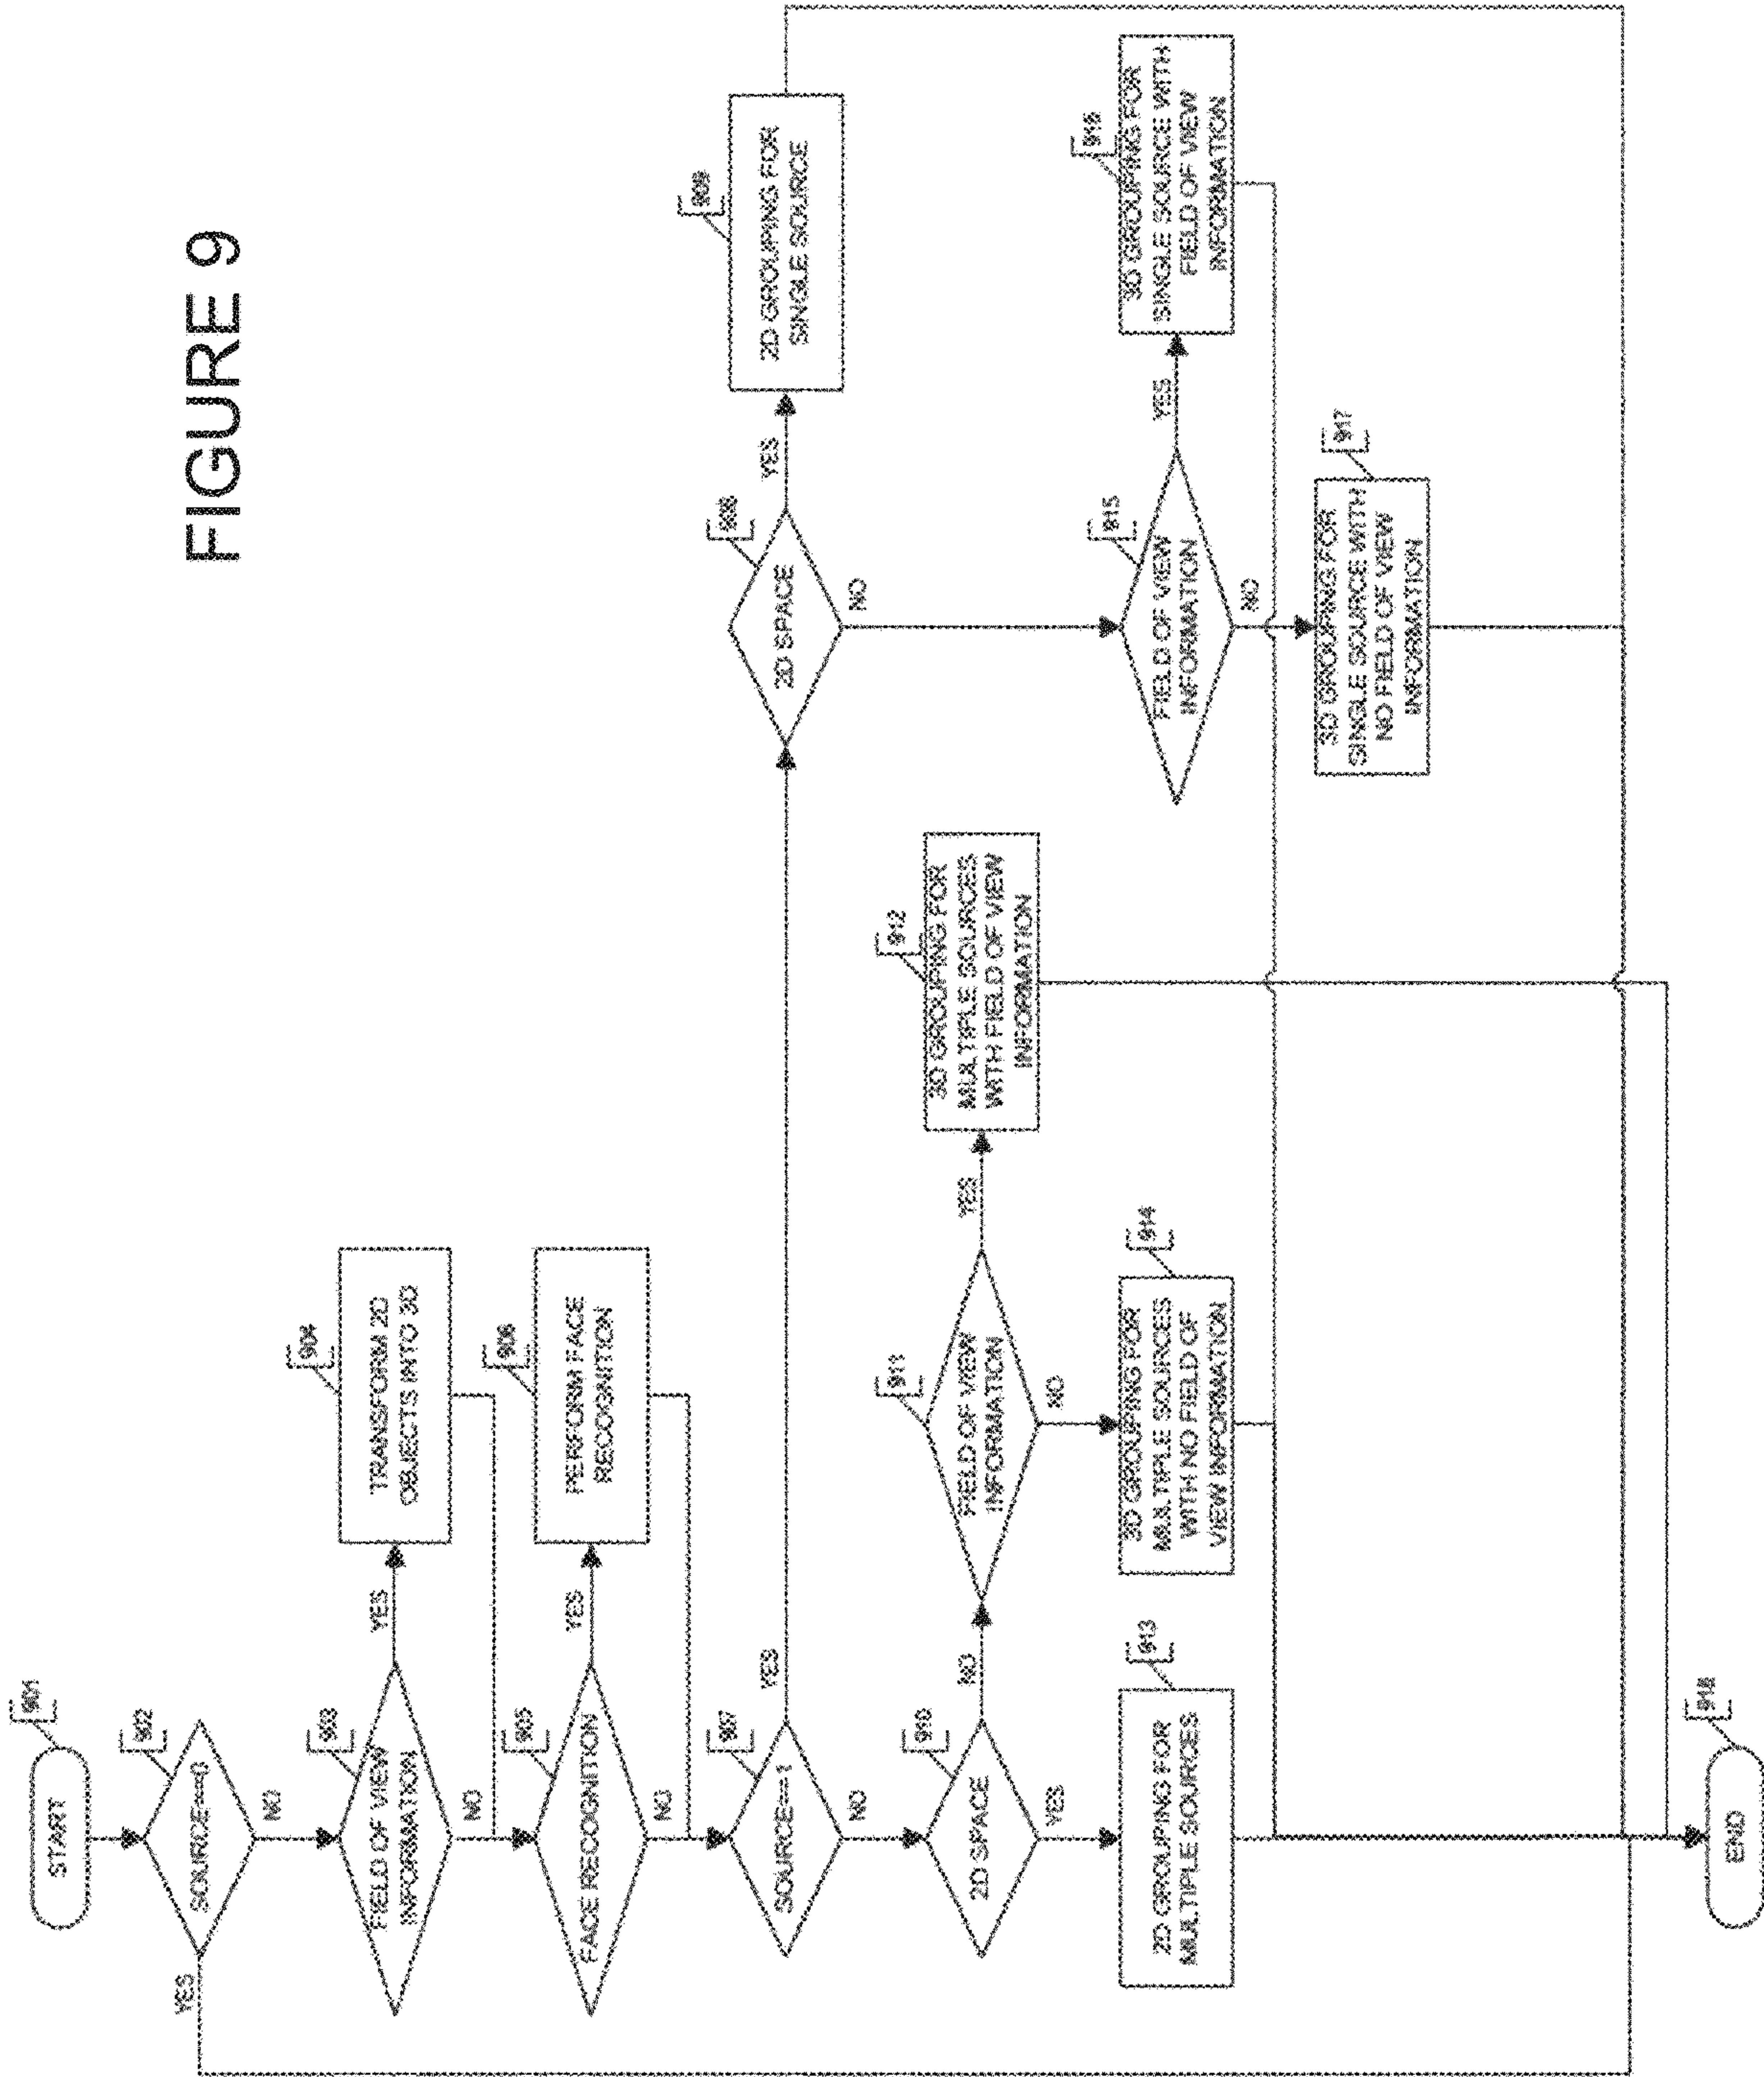 FIGURE 9
901
START
902
SOURCE==0
YES
NO
903
FIELD OF VIEW
INFORMATION
YES
NO
904
TRANSFORM 2D
OBJECTS INTO 3D
905
FACE RECOGNITION
YES
NO
906
PERFORM FACE
RECOGNITION
907
SOURCE==1
YES
NO
908
2D SPACE
YES
NO
909
2D GROUPING FOR
SINGLE SOURCE
910
2D SPACE
NO
YES
911
FIELD OF VIEW
INFORMATION
YES
NO
912
3D GROUPING FOR
MULTIPLE SOURCES
WITH FIELD OF VIEW
INFORMATION
913
2D GROUPING FOR
MULTIPLE SOURCES
914
3D GROUPING FOR
MULTIPLE SOURCES
WITH NO FIELD OF
VIEW INFORMATION
915
FIELD OF VIEW
INFORMATION
YES
NO
916
3D GROUPING FOR
SINGLE SOURCE WITH
FIELD OF VIEW
INFORMATION
917
3D GROUPING FOR
SINGLE SOURCE WITH
NO FIELD OF VIEW
INFORMATION
918
END